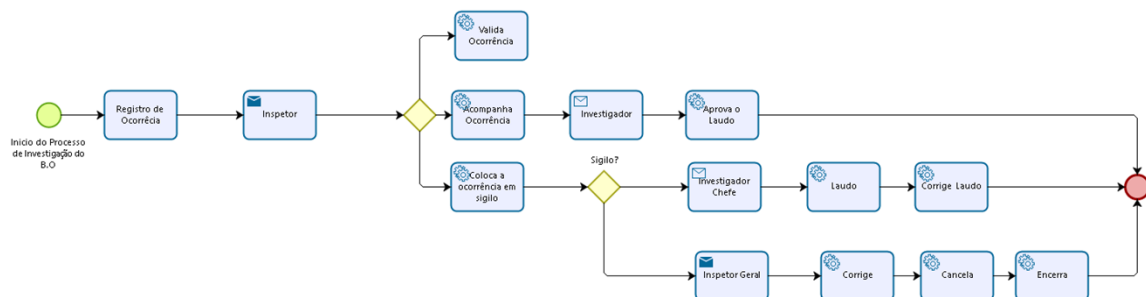 Valida
Ocorrência
Registro de
Ocorrêcia
Inspetor
Acompanha
Ocorrência
Investigador
Aprova o
Laudo
Inicio do Processo
de Investigação do
B.O
Sigilo?
Coloca a
ocorrência em
sigilo
Investigador
Chefe
Laudo
Corrige Laudo
Inspetor Geral
Corrige
Cancela
Encerra